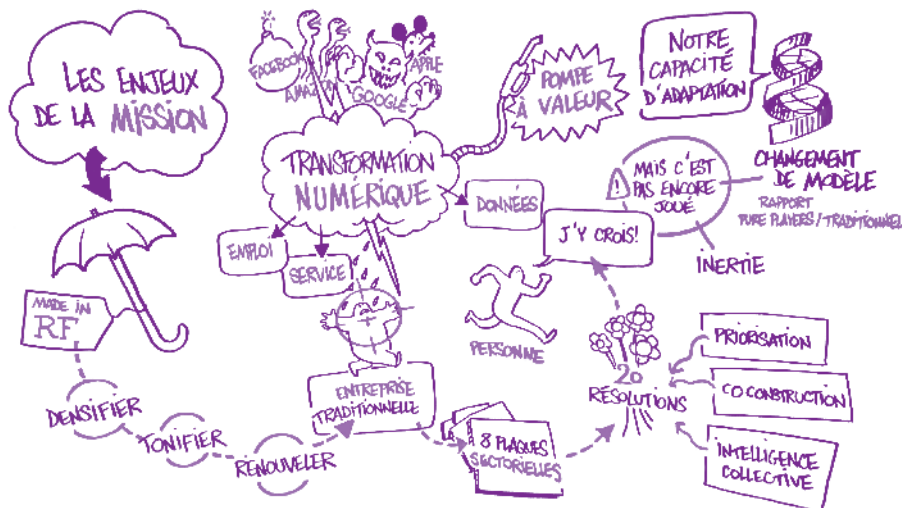 LES ENJEUX
DE LA MISSION
FACEBOOK
AMAZON
GOOGLE
APPLE
POMPE
À VALEUR
NOTRE
CAPACITÉ
D'ADAPTATION
TRANSFORMATION
NUMÉRIQUE
DONNÉES
EMPLOI
SERVICE
! MAIS C'EST
PAS ENCORE
JOUÉ
CHANGEMENT
DE MODÈLE
RAPPORT
PURE PLAYERS/TRADITIONNEL
J'Y CROIS!
INERTIE
MADE IN
RF
PERSONNE
DENSIFIER
TONIFIER
RENOUVELER
ENTREPRISE
TRADITIONNELLE
8 PLAQUES
SECTORIELLES
20
RÉSOLUTIONS
PRIORISATION
CO CONSTRUCTION
INTELLIGENCE
COLLECTIVE